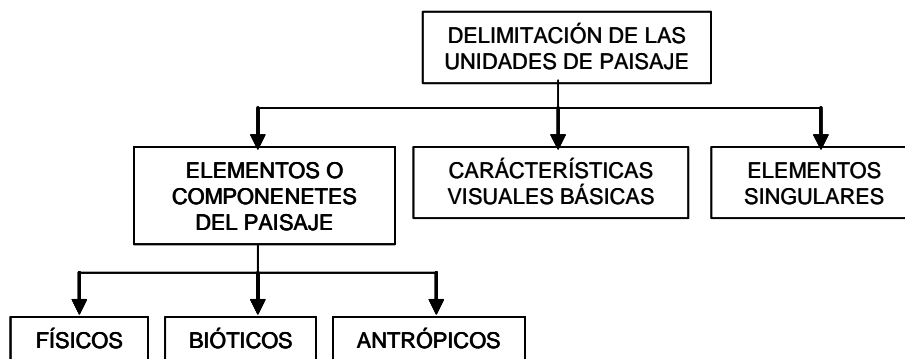 DELIMITACIÓN DE LAS
UNIDADES DE PAISAJE
ELEMENTOS O
COMPONENETES
DEL PAISAJE
CARÁCTERÍSTICAS
VISUALES BÁSICAS
ELEMENTOS
SINGULARES
FÍSICOS
BIÓTICOS
ANTRÓPICOS